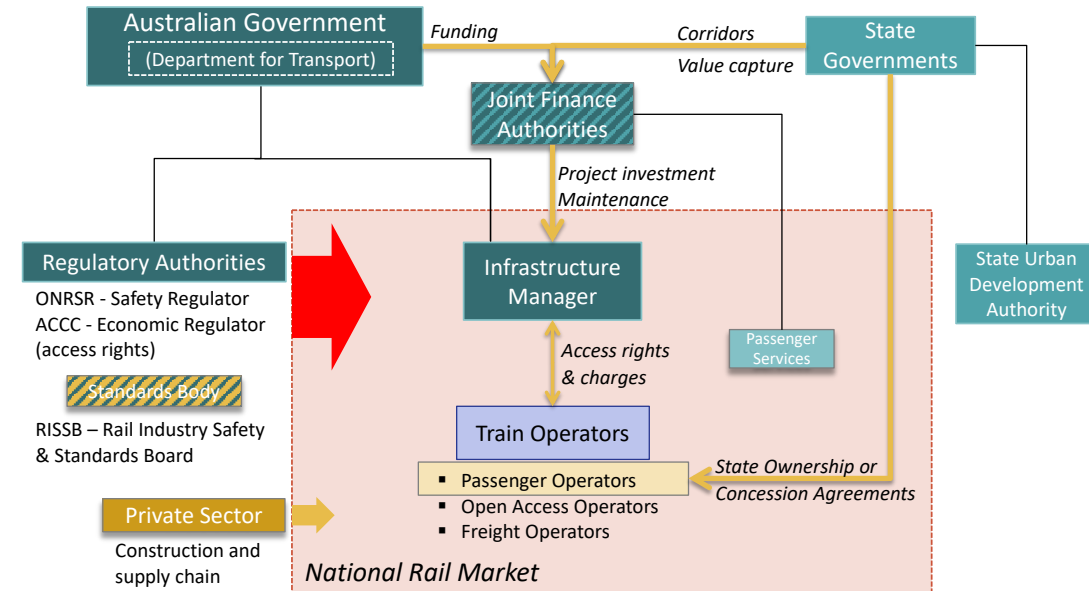 Australian Government
(Department for Transport)
Funding
Corridors
Value capture
State
Governments
Joint Finance
Authorities
Project investment
Maintenance
Regulatory Authorities
ONRSR - Safety Regulator
ACCC - Economic Regulator
(access rights)
Standards Body
RISSB – Rail Industry Safety
& Standards Board
Private Sector
Construction and
supply chain
Infrastructure
Manager
Access rights
& charges
Passenger
Services
State Urban
Development
Authority
Train Operators
▪ Passenger Operators
▪ Open Access Operators
▪ Freight Operators
State Ownership or
Concession Agreements
National Rail Market